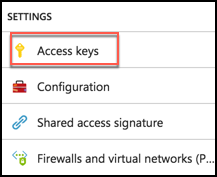 SETTINGS
Access keys
Configuration
Shared access signature
Firewalls and virtual networks (P...